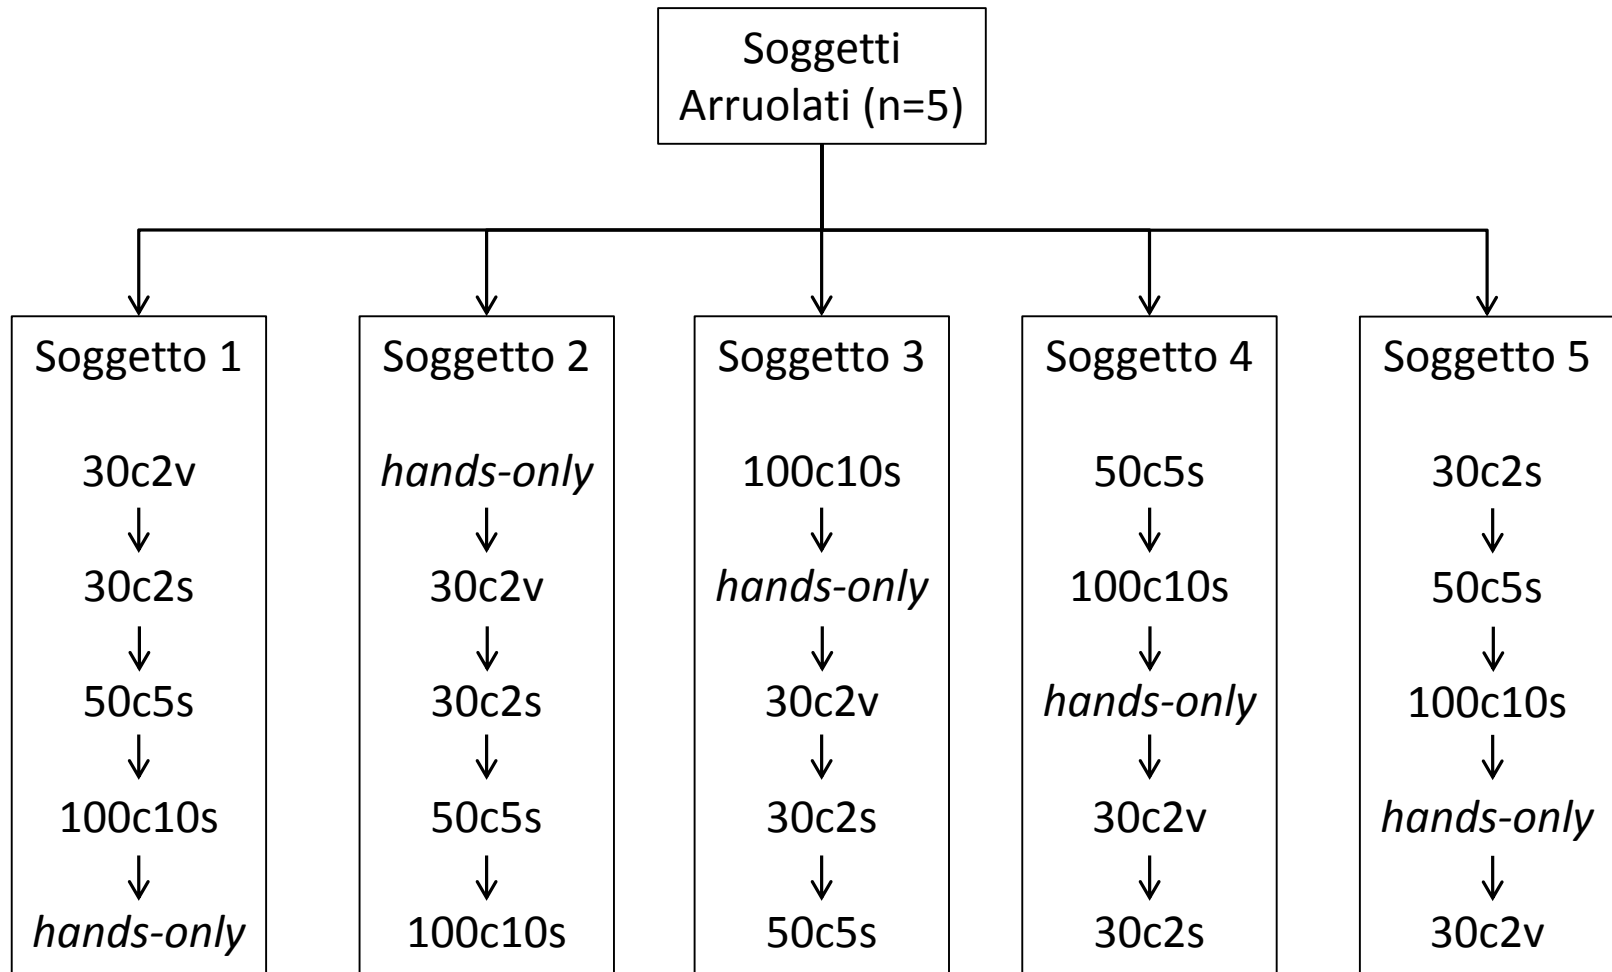 Soggetti
Arruolati (n=5)
Soggetto 1
30c2v
30c2s
50c5s
100c10s
hands-only
Soggetto 2
hands-only
30c2v
30c2s
50c5s
100c10s
Soggetto 3
100c10s
hands-only
30c2v
30c2s
50c5s
Soggetto 4
50c5s
100c10s
hands-only
30c2v
30c2s
Soggetto 5
30c2s
50c5s
100c10s
hands-only
30c2v